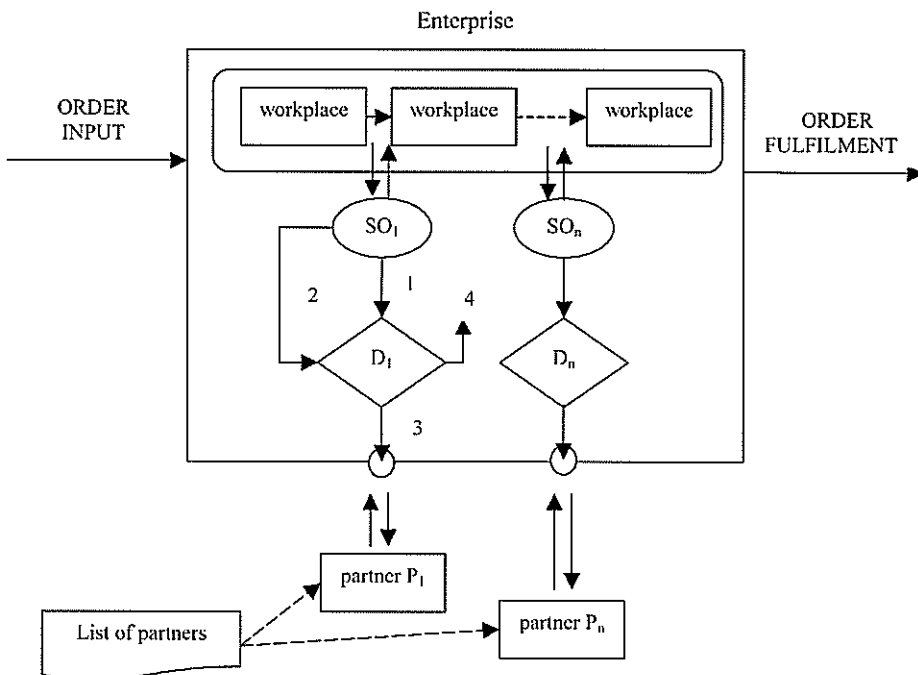 Enterprise
workplace workplace workplace
ORDER
INPUT
ORDER
FULFILMENT
SO₁ SOₙ
2 1 4
D₁ Dₙ
3
partner P₁
List of partners
partner Pₙ